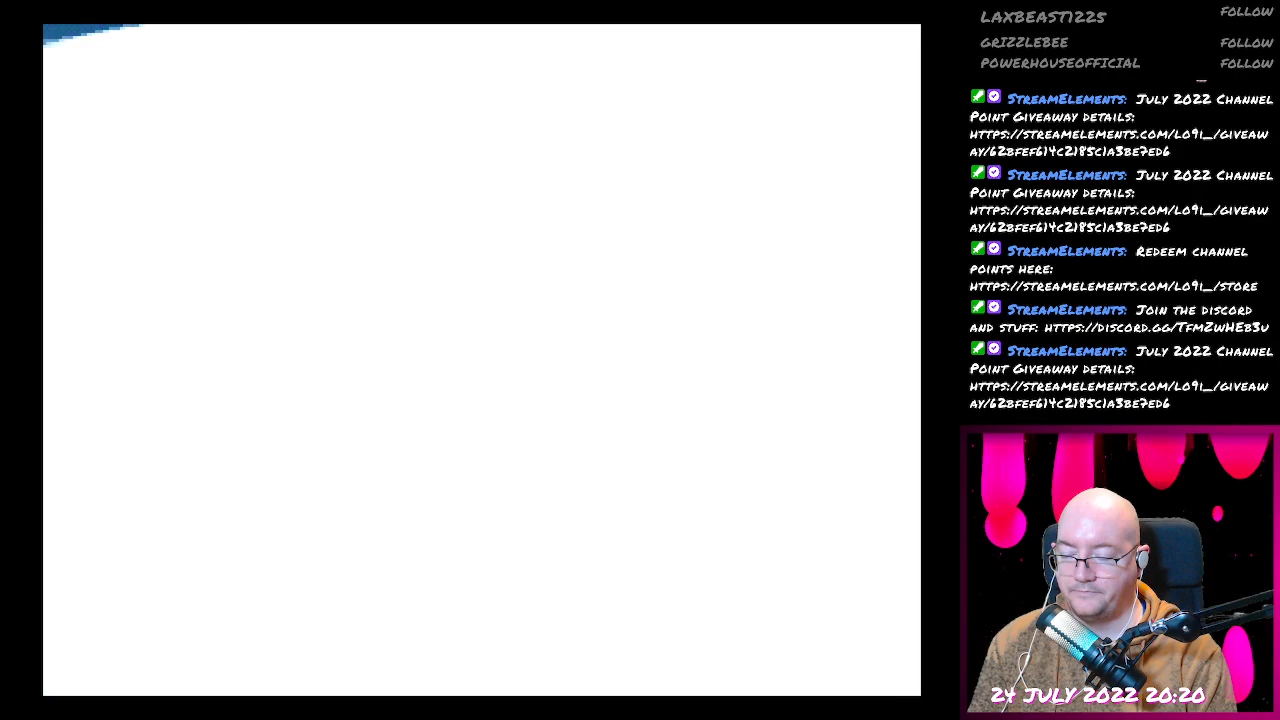 LAXBEAST1225 FOLLOW
GRIZZLEBEE FOLLOW
POWERHOUSEOFFICIAL FOLLOW
StreamElements: July 2022 Channel
Point Giveaway details:
https://streamelements.com/lo9i_/giveaw
ay/62bfef614c2185c1a3be7ed6
StreamElements: July 2022 Channel
Point Giveaway details:
https://streamelements.com/lo9i_/giveaw
ay/62bfef614c2185c1a3be7ed6
StreamElements: Redeem channel
points here:
https://streamelements.com/lo9i_/store
StreamElements: Join the discord
and stuff: https://discord.gg/TfmZwHEb3u
StreamElements: July 2022 Channel
Point Giveaway details:
https://streamelements.com/lo9i_/giveaw
ay/62bfef614c2185c1a3be7ed6
24 JULY 2022 20:20